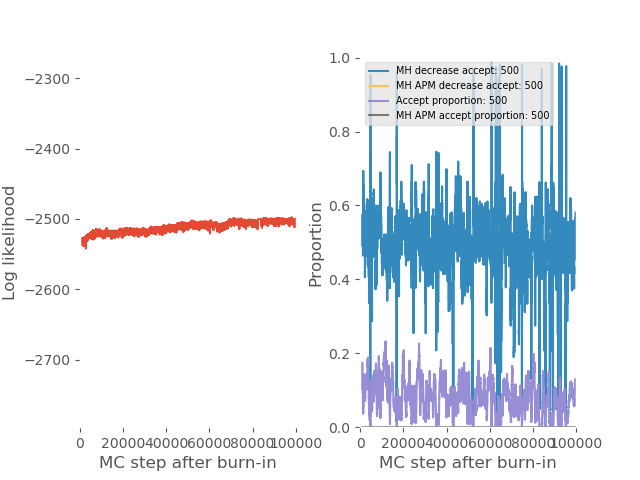 Log likelihood
−2300
−2400
−2500
−2600
−2700
0
20000
40000
60000
80000
100000
MC step after burn-in
Proportion
1.0
0.8
0.6
0.4
0.2
0.0
MH decrease accept: 500
MH APM decrease accept: 500
Accept proportion: 500
MH APM accept proportion: 500
0
20000
40000
60000
80000
100000
MC step after burn-in